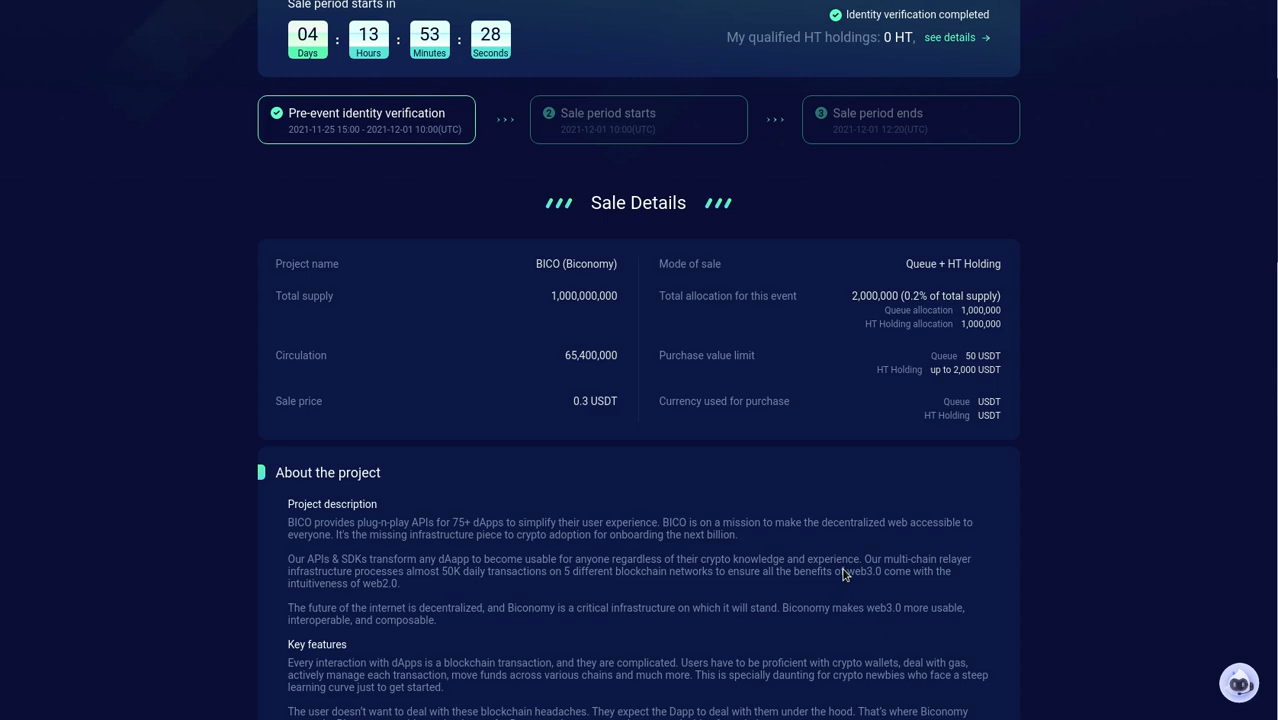 Sale period starts in
04 : 13 : 53 : 28
Days Hours Minutes Seconds
Identity verification completed
My qualified HT holdings: 0 HT, see details →
Pre-event identity verification
2021-11-25 15:00 - 2021-12-01 10:00(UTC)
2 Sale period starts
2021-12-01 10:00(UTC)
3 Sale period ends
2021-12-01 12:20(UTC)
Sale Details
Project name BICO (Biconomy)
Total supply 1,000,000,000
Circulation 65,400,000
Sale price 0.3 USDT
Mode of sale Queue + HT Holding
Total allocation for this event 2,000,000 (0.2% of total supply)
Queue allocation 1,000,000
HT Holding allocation 1,000,000
Purchase value limit Queue 50 USDT
HT Holding up to 2,000 USDT
Currency used for purchase Queue USDT
HT Holding USDT
About the project
Project description
BICO provides plug-n-play APIs for 75+ dApps to simplify their user experience. BICO is on a mission to make the decentralized web accessible to
everyone. It's the missing infrastructure piece to crypto adoption for onboarding the next billion.
Our APIs & SDKs transform any dAapp to become usable for anyone regardless of their crypto knowledge and experience. Our multi-chain relayer
infrastructure processes almost 50K daily transactions on 5 different blockchain networks to ensure all the benefits of web3.0 come with the
intuitiveness of web2.0.
The future of the internet is decentralized, and Biconomy is a critical infrastructure on which it will stand. Biconomy makes web3.0 more usable,
interoperable, and composable.
Key features
Every interaction with dApps is a blockchain transaction, and they are complicated. Users have to be proficient with crypto wallets, deal with gas,
actively manage each transaction, move funds across various chains and much more. This is specially daunting for crypto newbies who face a steep
learning curve just to get started.
The user doesn't want to deal with these blockchain headaches. They expect the Dapp to deal with them under the hood. That's where Biconomy